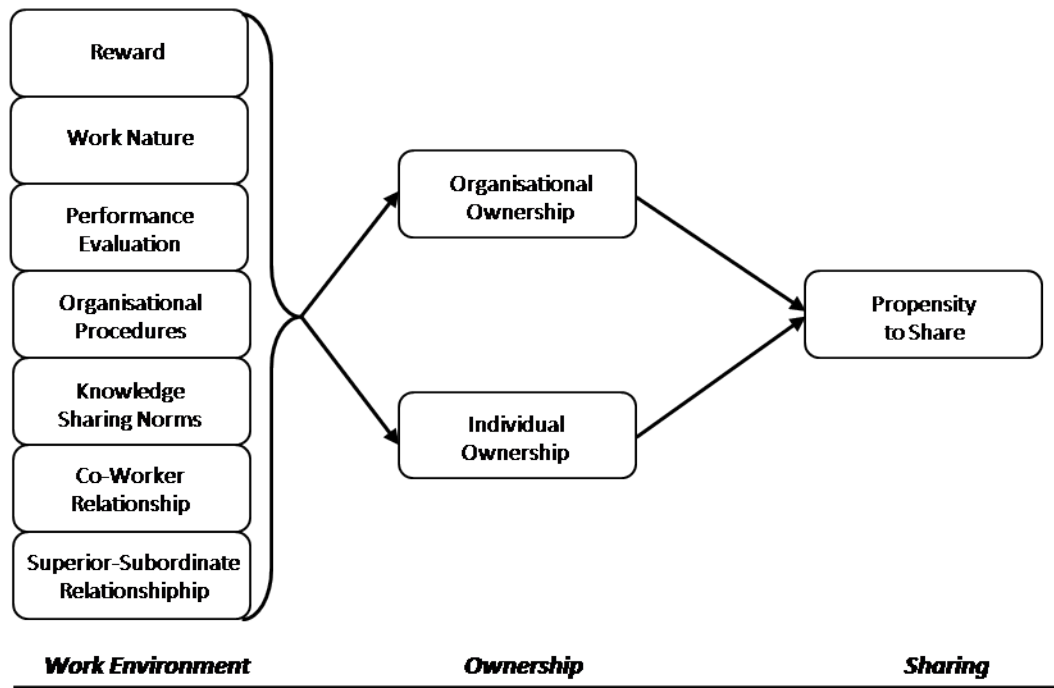 Reward
Work Nature
Performance
Evaluation
Organisational
Procedures
Knowledge
Sharing Norms
Co-Worker
Relationship
Superior-Subordinate
Relationshiphip
Organisational
Ownership
Individual
Ownership
Propensity
to Share
Work Environment
Ownership
Sharing